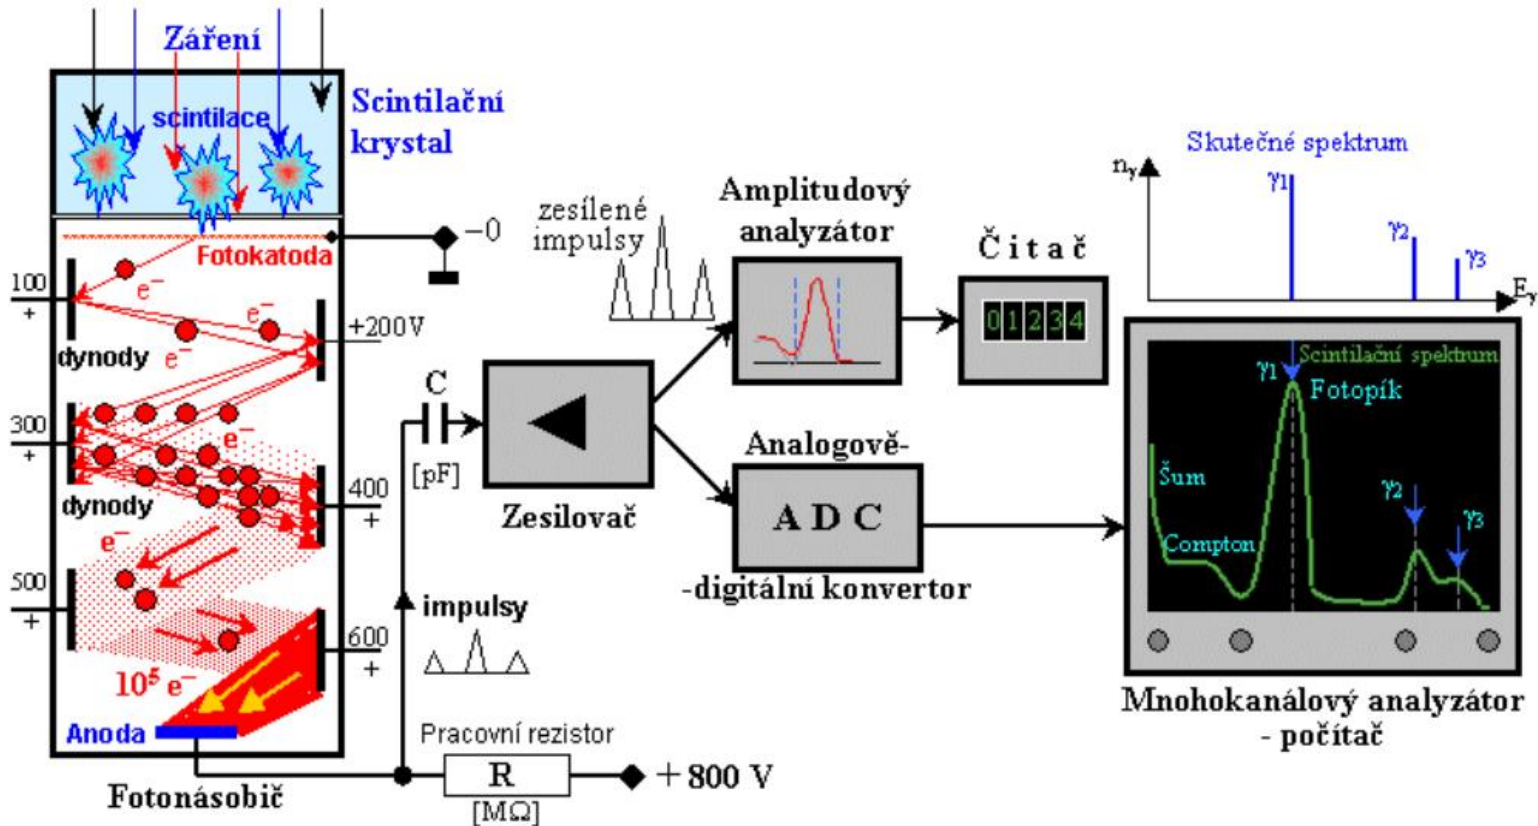 Záření
scintilace
Scintilační
krystal
Fotokatoda
−0
100
+
e⁻
e⁻
e⁻
+200V
dynody
300
+
e⁻
dynody
400
+
e⁻
500
+
600
+
10⁵ e⁻
Anoda
Fotonásobič
impulsy
Pracovní rezistor
R
[MΩ]
+ 800 V
C
[pF]
Zesilovač
zesílené
impulsy
Amplitudový
analyzátor
Čitač
01234
Analogově-
ADC
-digitální konvertor
Skutečné spektrum
nγ
γ1
γ2
γ3
Eγ
Scintilační spektrum
γ1
Fotopík
Šum
Compton
γ2
γ3
Mnohokanálový analyzátor
- počítač